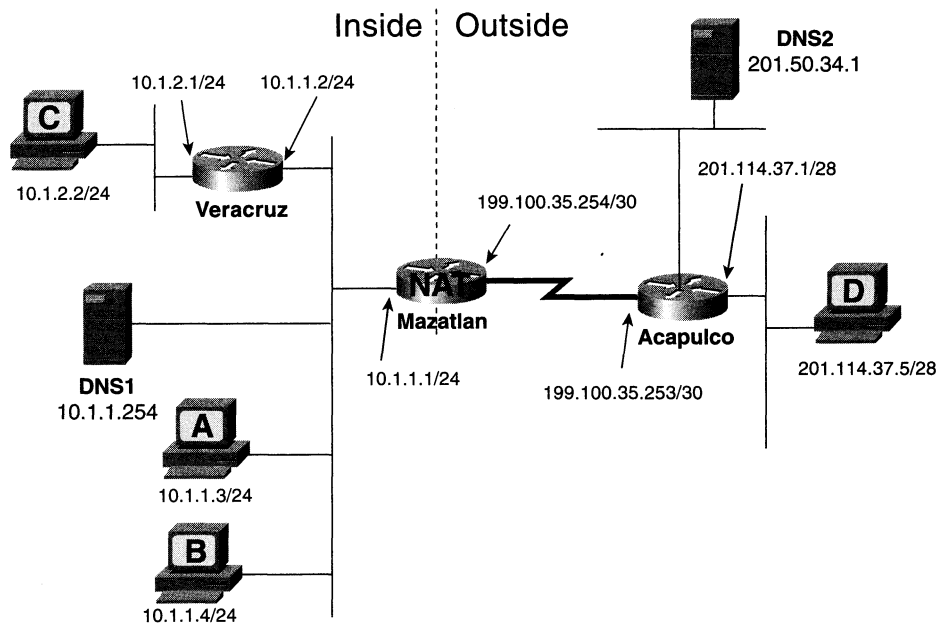 Inside
Outside
DNS2
201.50.34.1
10.1.2.1/24
10.1.1.2/24
C
10.1.2.2/24
Veracruz
201.114.37.1/28
199.100.35.254/30
NAT
Mazatlan
D
Acapulco
201.114.37.5/28
DNS1
10.1.1.254
10.1.1.1/24
199.100.35.253/30
A
10.1.1.3/24
B
10.1.1.4/24